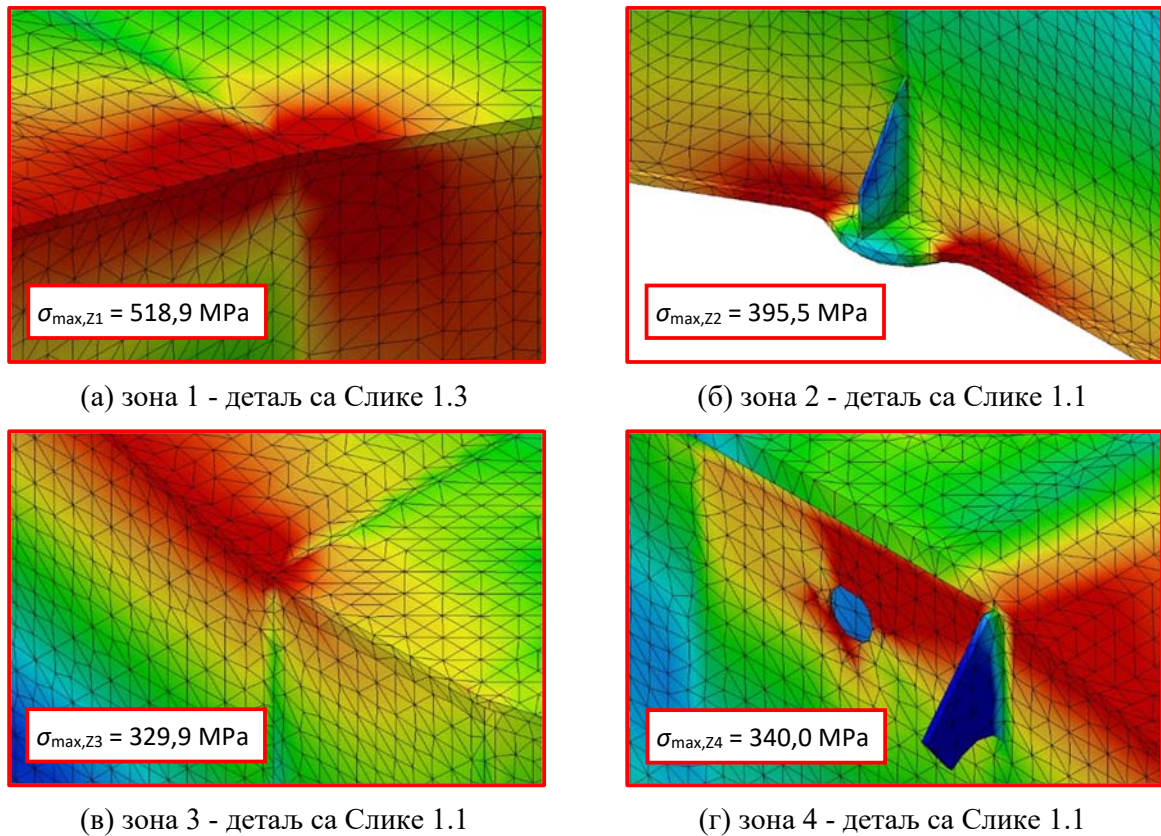 σmax,Z1 = 518,9 MPa
σmax,Z2 = 395,5 MPa
(а) зона 1 - детаљ са Слике 1.3
(б) зона 2 - детаљ са Слике 1.1
σmax,Z3 = 329,9 MPa
σmax,Z4 = 340,0 MPa
(в) зона 3 - детаљ са Слике 1.1
(г) зона 4 - детаљ са Слике 1.1